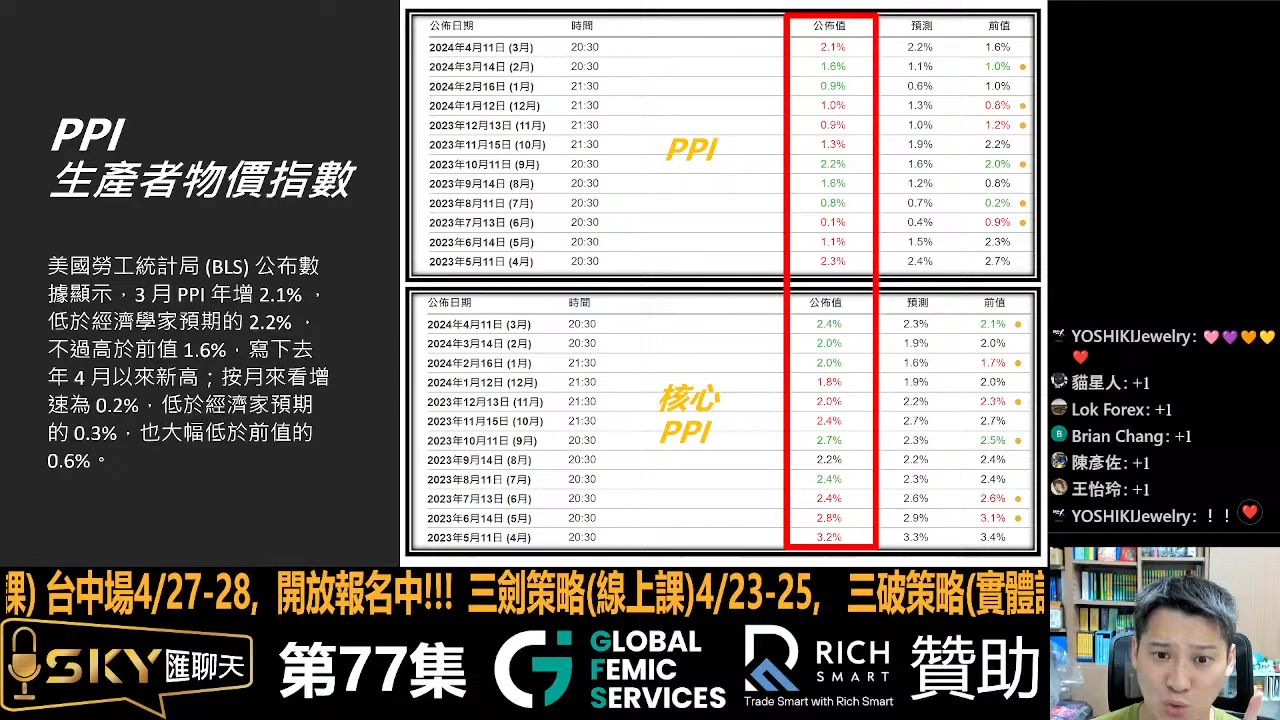 PPI
生產者物價指數
美國勞工統計局 (BLS) 公布數
據顯示，3 月 PPI 年增 2.1% ，
低於經濟學家預期的 2.2% ，
不過高於前值 1.6%，寫下去
年 4 月以來新高；按月來看增
速為 0.2%，低於經濟家預期
的 0.3%，也大幅低於前值的
0.6% 。
公佈日期 時間 公佈值 預測 前值
2024年4月11日 (3月) 20:30 2.1% 2.2% 1.6%
2024年3月14日 (2月) 20:30 1.6% 1.1% 1.0%
2024年2月16日 (1月) 21:30 0.9% 0.6% 1.0%
2024年1月12日 (12月) 21:30 1.0% 1.3% 0.8%
2023年12月13日 (11月) 21:30 0.9% 1.0% 1.2%
2023年11月15日 (10月) 21:30 1.3% 1.9% 2.2%
2023年10月11日 (9月) 20:30 2.2% 1.6% 2.0%
2023年9月14日 (8月) 20:30 1.6% 1.2% 0.8%
2023年8月11日 (7月) 20:30 0.8% 0.7% 0.2%
2023年7月13日 (6月) 20:30 0.1% 0.4% 0.9%
2023年6月14日 (5月) 20:30 1.1% 1.5% 2.3%
2023年5月11日 (4月) 20:30 2.3% 2.4% 2.7%
PPI
公佈日期 時間 公佈值 預測 前值
2024年4月11日 (3月) 20:30 2.4% 2.3% 2.1%
2024年3月14日 (2月) 20:30 2.0% 1.9% 2.0%
2024年2月16日 (1月) 21:30 2.0% 1.6% 1.7%
2024年1月12日 (12月) 21:30 1.8% 1.9% 2.0%
2023年12月13日 (11月) 21:30 2.0% 2.2% 2.3%
2023年11月15日 (10月) 21:30 2.4% 2.7% 2.7%
2023年10月11日 (9月) 20:30 2.7% 2.3% 2.5%
2023年9月14日 (8月) 20:30 2.2% 2.2% 2.4%
2023年8月11日 (7月) 20:30 2.4% 2.3% 2.4%
2023年7月13日 (6月) 20:30 2.4% 2.6% 2.6%
2023年6月14日 (5月) 20:30 2.8% 2.9% 3.1%
2023年5月11日 (4月) 20:30 3.2% 3.3% 3.4%
核心
PPI
YOSHIKIJewelry: 🩷💜🧡💛
❤️
貓星人: +1
Lok Forex: +1
B Brian Chang: +1
陳彥佐: +1
王怡玲: +1
YOSHIKIJewelry: ！！❤️
課) 台中場4/27-28, 開放報名中!!! 三劍策略(線上課)4/23-25, 三破策略(實體課
SKY 匯聊天
第77集
GLOBAL
FEMIC
SERVICES
RICH
SMART
Trade Smart with Rich Smart
贊助